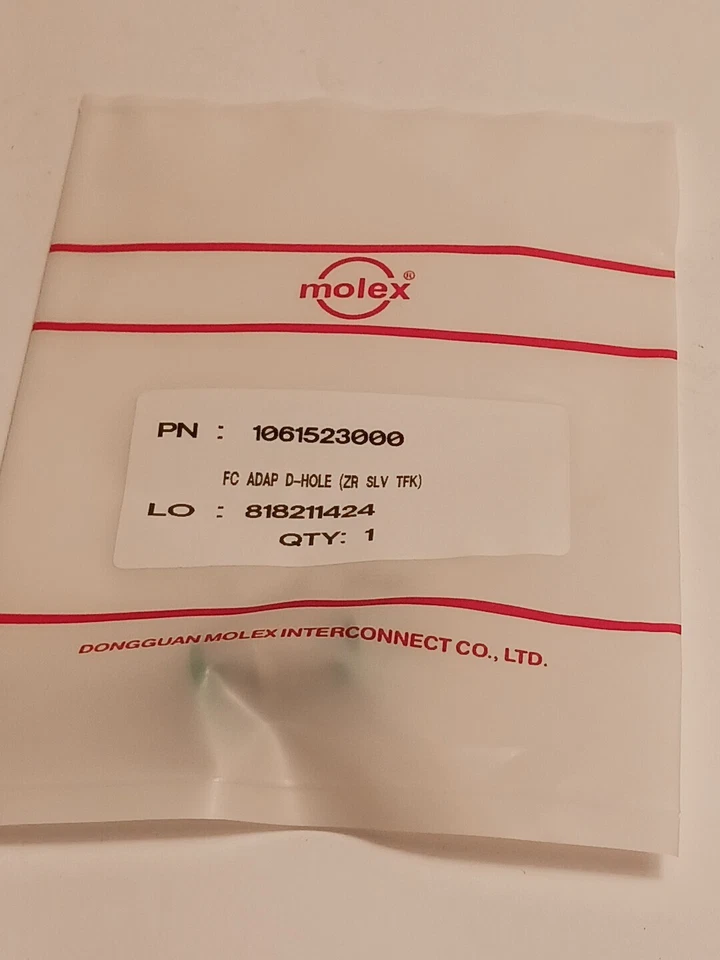 molex®
PN : 1061523000
FC ADAP D-HOLE (ZR SLV TFK)
LO : 818211424
QTY: 1
DONGGUAN MOLEX INTERCONNECT CO., LTD.